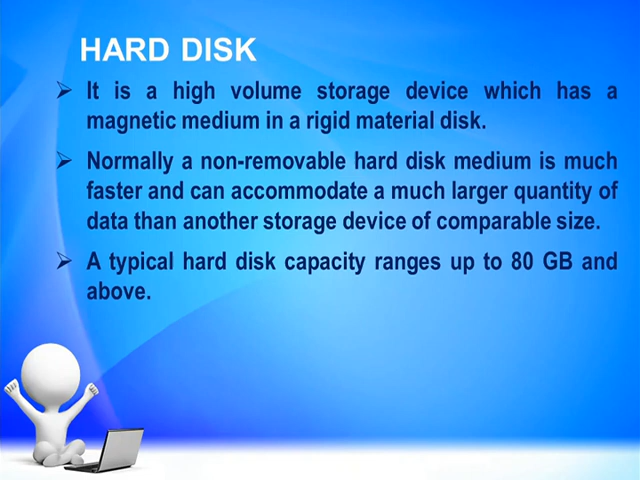 HARD DISK
➢ It is a high volume storage device which has a
magnetic medium in a rigid material disk.
➢ Normally a non-removable hard disk medium is much
faster and can accommodate a much larger quantity of
data than another storage device of comparable size.
➢ A typical hard disk capacity ranges up to 80 GB and
above.